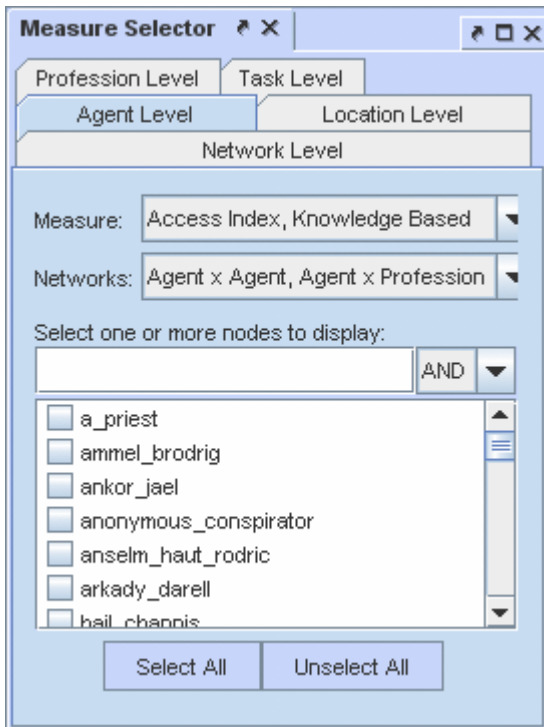 Measure Selector
Profession Level Task Level
Agent Level Location Level
Network Level
Measure: Access Index, Knowledge Based
Networks: Agent x Agent, Agent x Profession
Select one or more nodes to display:
AND
a_priest
ammel_brodrig
ankor_jael
anonymous_conspirator
anselm_haut_rodric
arkady_darell
bail_channis
Select All Unselect All